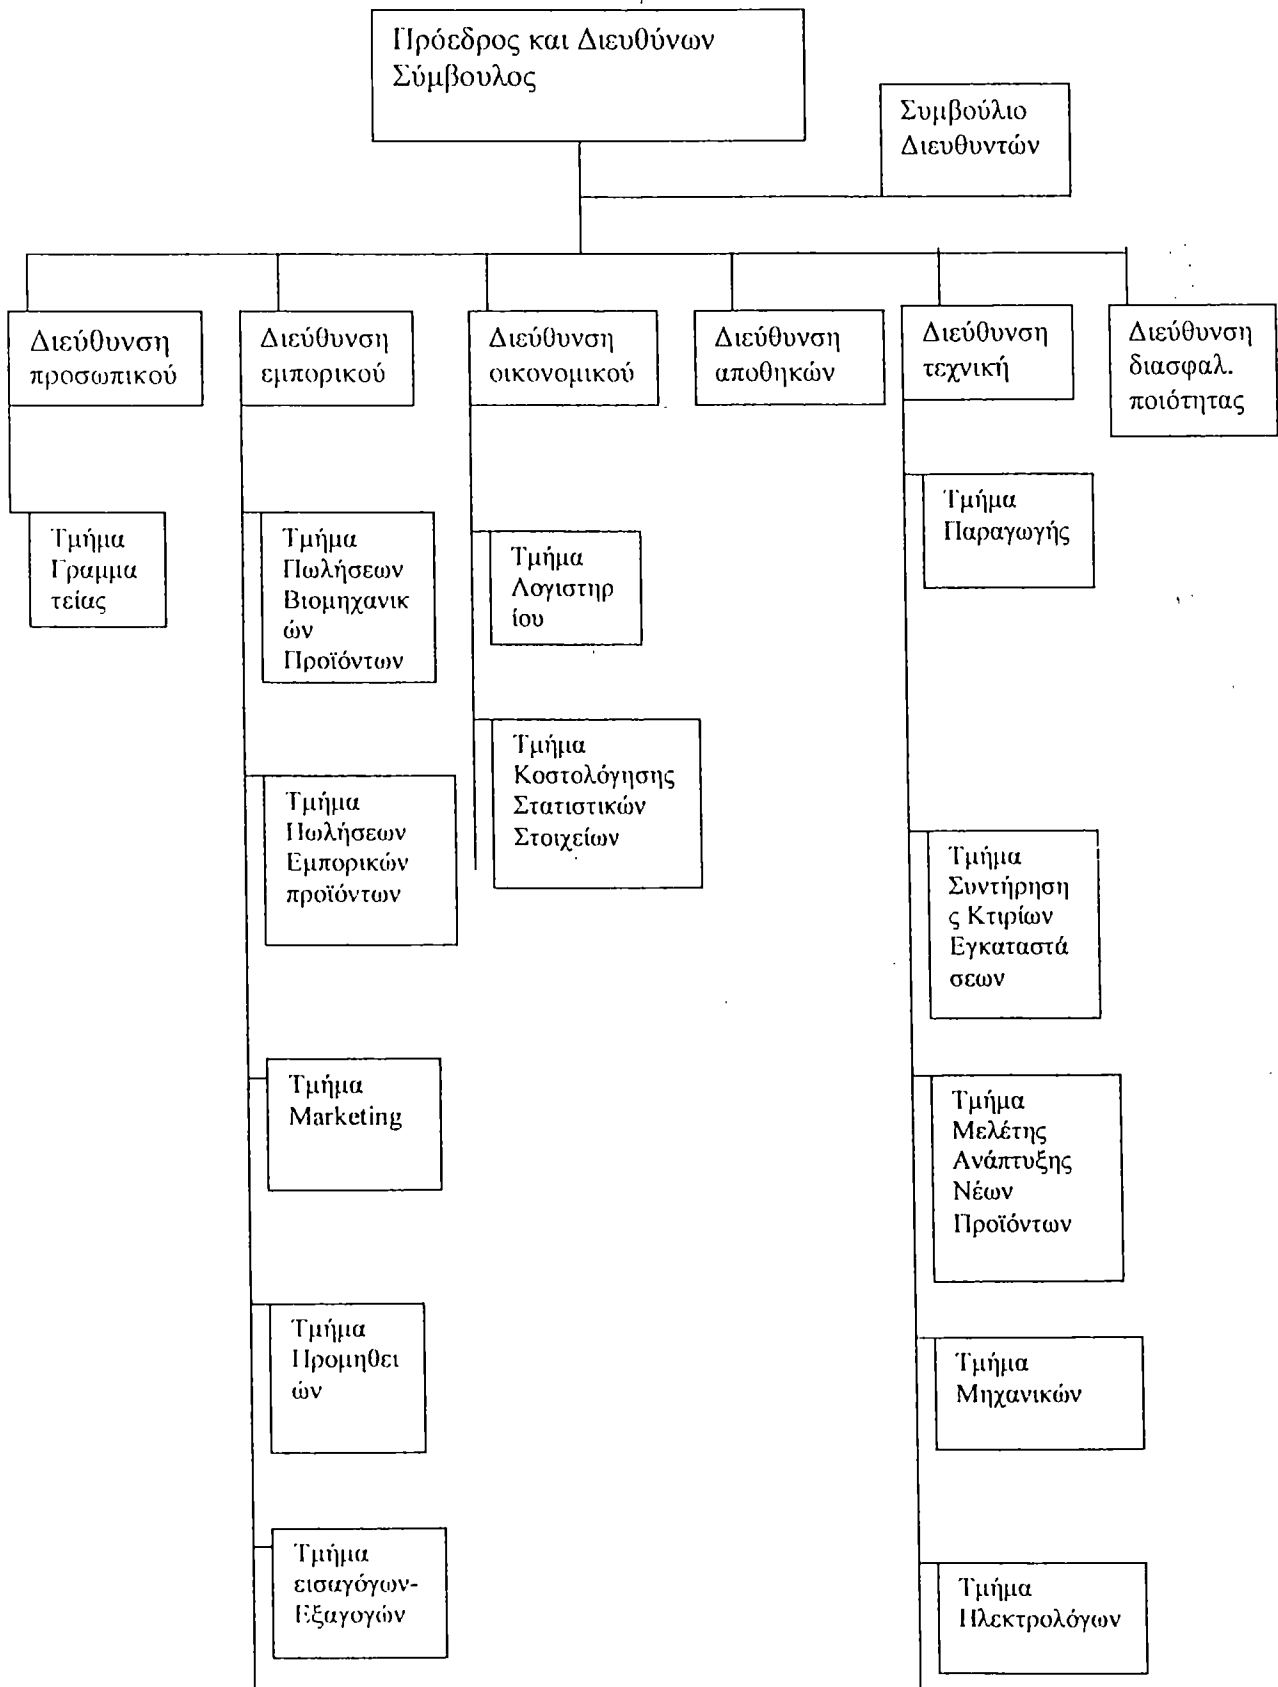 Πρόεδρος και Διευθύνων
Σύμβουλος
Συμβούλιο
Διευθυντών
Διεύθυνση
προσωπικού
Διεύθυνση
εμπορικού
Διεύθυνση
οικονομικού
Διεύθυνση
αποθηκών
Διεύθυνση
τεχνική
Διεύθυνση
διασφαλ.
ποιότητας
Τμήμα
Γραμμα
τείας
Τμήμα
Πωλήσεων
Βιομηχανικ
ών
Προϊόντων
Τμήμα
Πωλήσεων
Εμπορικών
προϊόντων
Τμήμα
Marketing
Τμήμα
Προμηθει
ών
Τμήμα
εισαγόγων-
Εξαγογών
Τμήμα
Λογιστηρ
ίου
Τμήμα
Κοστολόγησης
Στατιστικών
Στοιχείων
Τμήμα
Παραγωγής
Τμήμα
Συντήρηση
ς Κτιρίων
Εγκαταστά
σεων
Τμήμα
Μελέτης
Ανάπτυξης
Νέων
Προϊόντων
Τμήμα
Μηχανικών
Τμήμα
Ηλεκτρολόγων